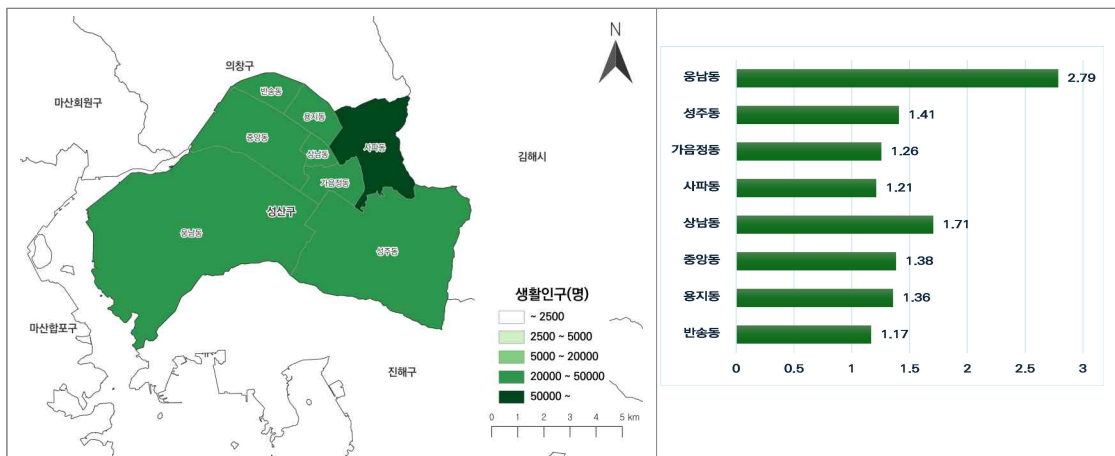 N
의창구
마산회원구
반송동
용지동
중앙동
상남동
사파동
김해시
가음정동
성산구
웅남동
성주동
마산합포구
진해구
생활인구(명)
~ 2500
2500 ~ 5000
5000 ~ 20000
20000 ~ 50000
50000 ~
0 1 2 3 4 5 km
웅남동 2.79
성주동 1.41
가음정동 1.26
사파동 1.21
상남동 1.71
중앙동 1.38
용지동 1.36
반송동 1.17
0 0.5 1 1.5 2 2.5 3